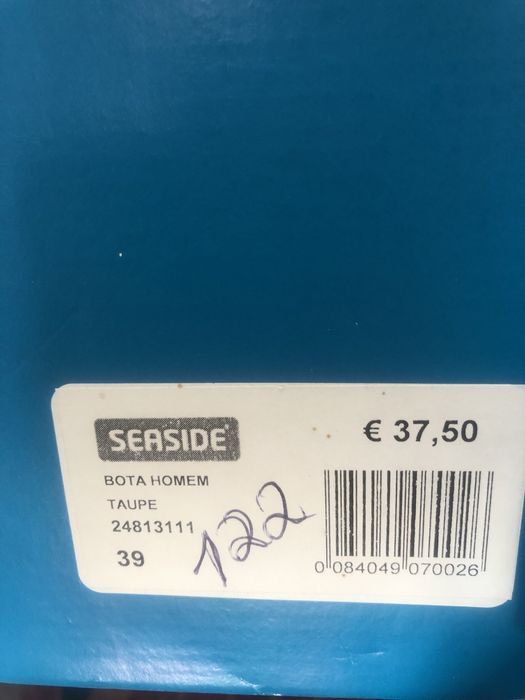 SEASIDE
€ 37,50
BOTA HOMEM
TAUPE
24813111
39
122
0 084049 070026